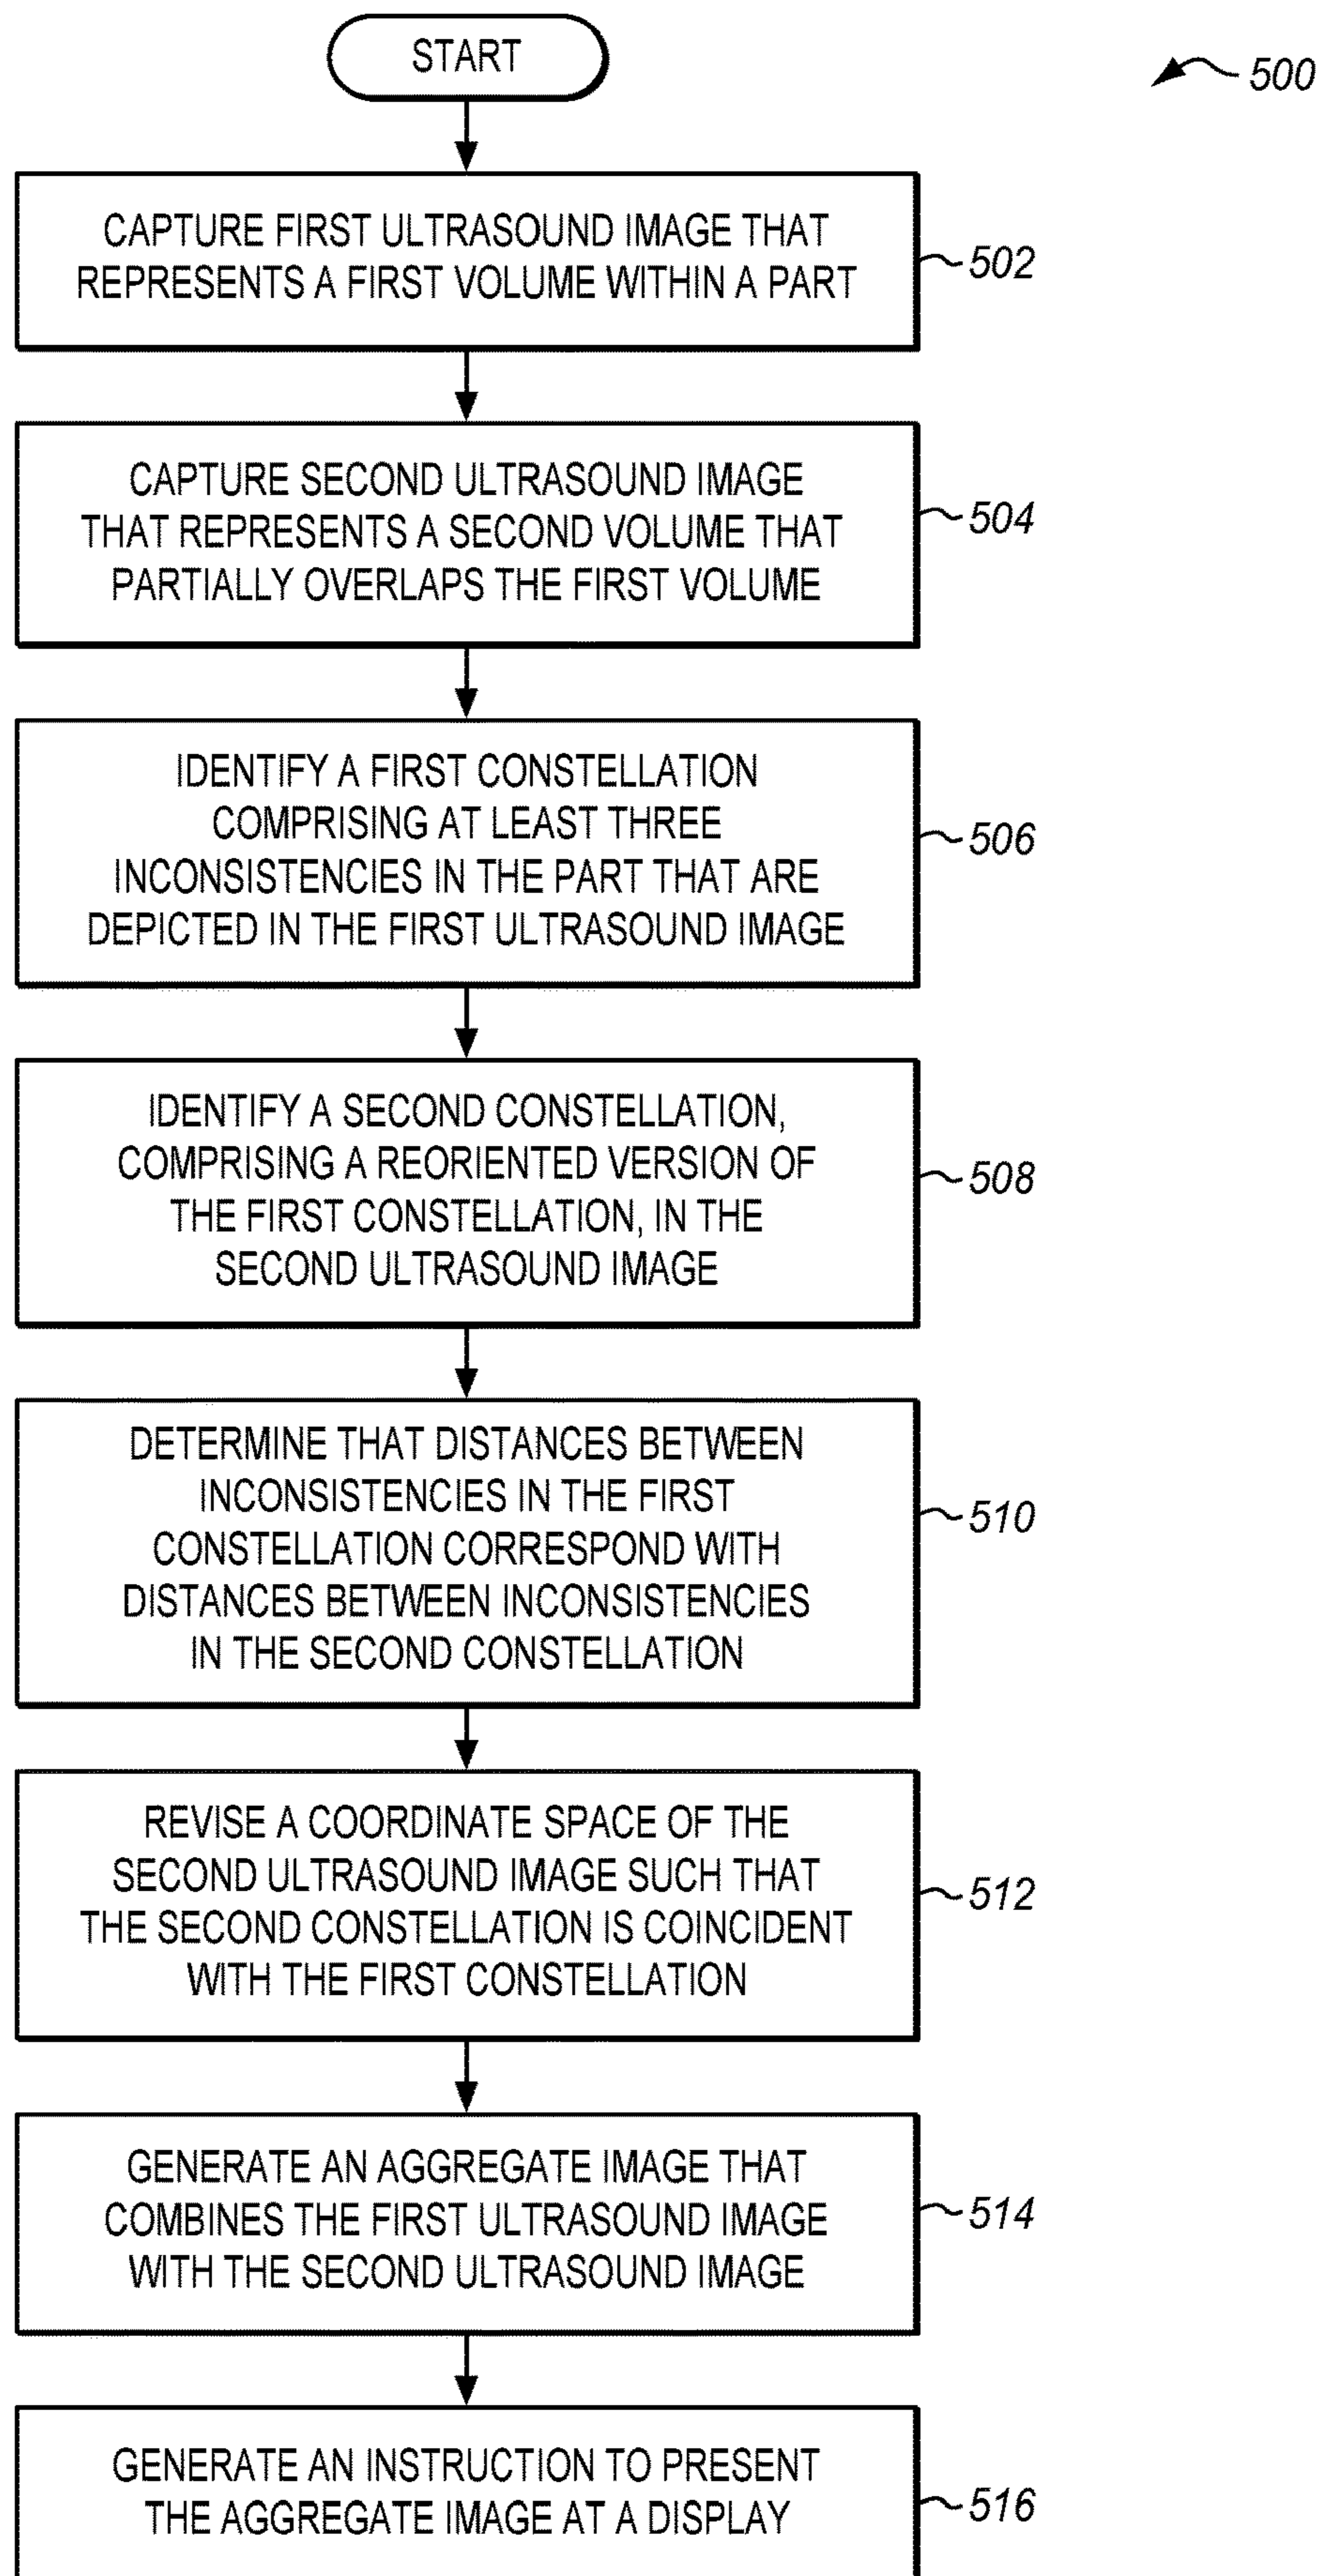 START
500
CAPTURE FIRST ULTRASOUND IMAGE THAT
REPRESENTS A FIRST VOLUME WITHIN A PART
502
CAPTURE SECOND ULTRASOUND IMAGE
THAT REPRESENTS A SECOND VOLUME THAT
PARTIALLY OVERLAPS THE FIRST VOLUME
504
IDENTIFY A FIRST CONSTELLATION
COMPRISING AT LEAST THREE
INCONSISTENCIES IN THE PART THAT ARE
DEPICTED IN THE FIRST ULTRASOUND IMAGE
506
IDENTIFY A SECOND CONSTELLATION,
COMPRISING A REORIENTED VERSION OF
THE FIRST CONSTELLATION, IN THE
SECOND ULTRASOUND IMAGE
508
DETERMINE THAT DISTANCES BETWEEN
INCONSISTENCIES IN THE FIRST
CONSTELLATION CORRESPOND WITH
DISTANCES BETWEEN INCONSISTENCIES
IN THE SECOND CONSTELLATION
510
REVISE A COORDINATE SPACE OF THE
SECOND ULTRASOUND IMAGE SUCH THAT
THE SECOND CONSTELLATION IS COINCIDENT
WITH THE FIRST CONSTELLATION
512
GENERATE AN AGGREGATE IMAGE THAT
COMBINES THE FIRST ULTRASOUND IMAGE
WITH THE SECOND ULTRASOUND IMAGE
514
GENERATE AN INSTRUCTION TO PRESENT
THE AGGREGATE IMAGE AT A DISPLAY
516